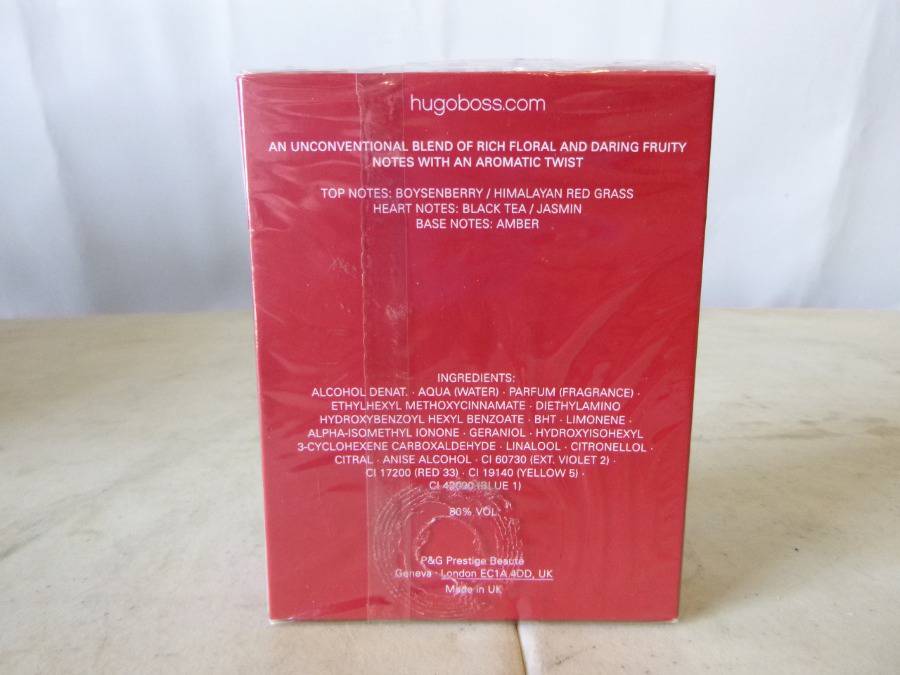 hugoboss.com
AN UNCONVENTIONAL BLEND OF RICH FLORAL AND DARING FRUITY
NOTES WITH AN AROMATIC TWIST
TOP NOTES: BOYSENBERRY / HIMALAYAN RED GRASS
HEART NOTES: BLACK TEA / JASMIN
BASE NOTES: AMBER
INGREDIENTS:
ALCOHOL DENAT. · AQUA (WATER) · PARFUM (FRAGRANCE) ·
ETHYLHEXYL METHOXYCINNAMATE · DIETHYLAMINO
HYDROXYBENZOYL HEXYL BENZOATE · BHT · LIMONENE ·
ALPHA-ISOMETHYL IONONE · GERANIOL · HYDROXYISOHEXYL
3-CYCLOHEXENE CARBOXALDEHYDE · LINALOOL · CITRONELLOL ·
CITRAL · ANISE ALCOHOL · CI 60730 (EXT. VIOLET 2) ·
CI 17200 (RED 33) · CI 19140 (YELLOW 5) ·
CI 42090 (BLUE 1)
80% VOL.
P&G Prestige Beauté
Geneva · London EC1A 4DD, UK
Made in UK